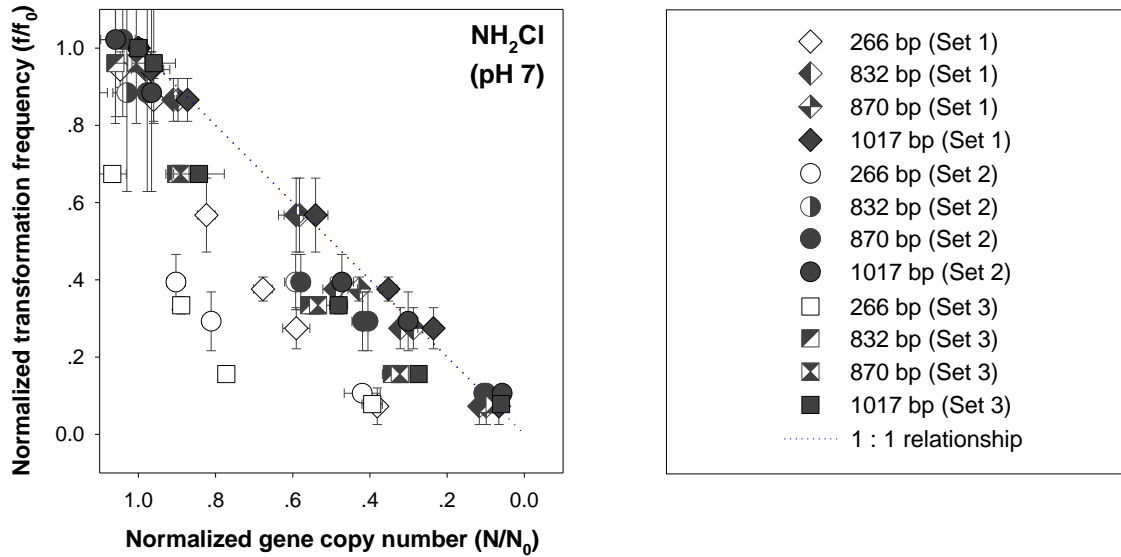 Normalized transformation frequency (f/f0)
1.0
.8
.6
.4
.2
0.0
NH2Cl
(pH 7)
1.0 .8 .6 .4 .2 0.0
Normalized gene copy number (N/N0)
266 bp (Set 1)
832 bp (Set 1)
870 bp (Set 1)
1017 bp (Set 1)
266 bp (Set 2)
832 bp (Set 2)
870 bp (Set 2)
1017 bp (Set 2)
266 bp (Set 3)
832 bp (Set 3)
870 bp (Set 3)
1017 bp (Set 3)
1 : 1 relationship